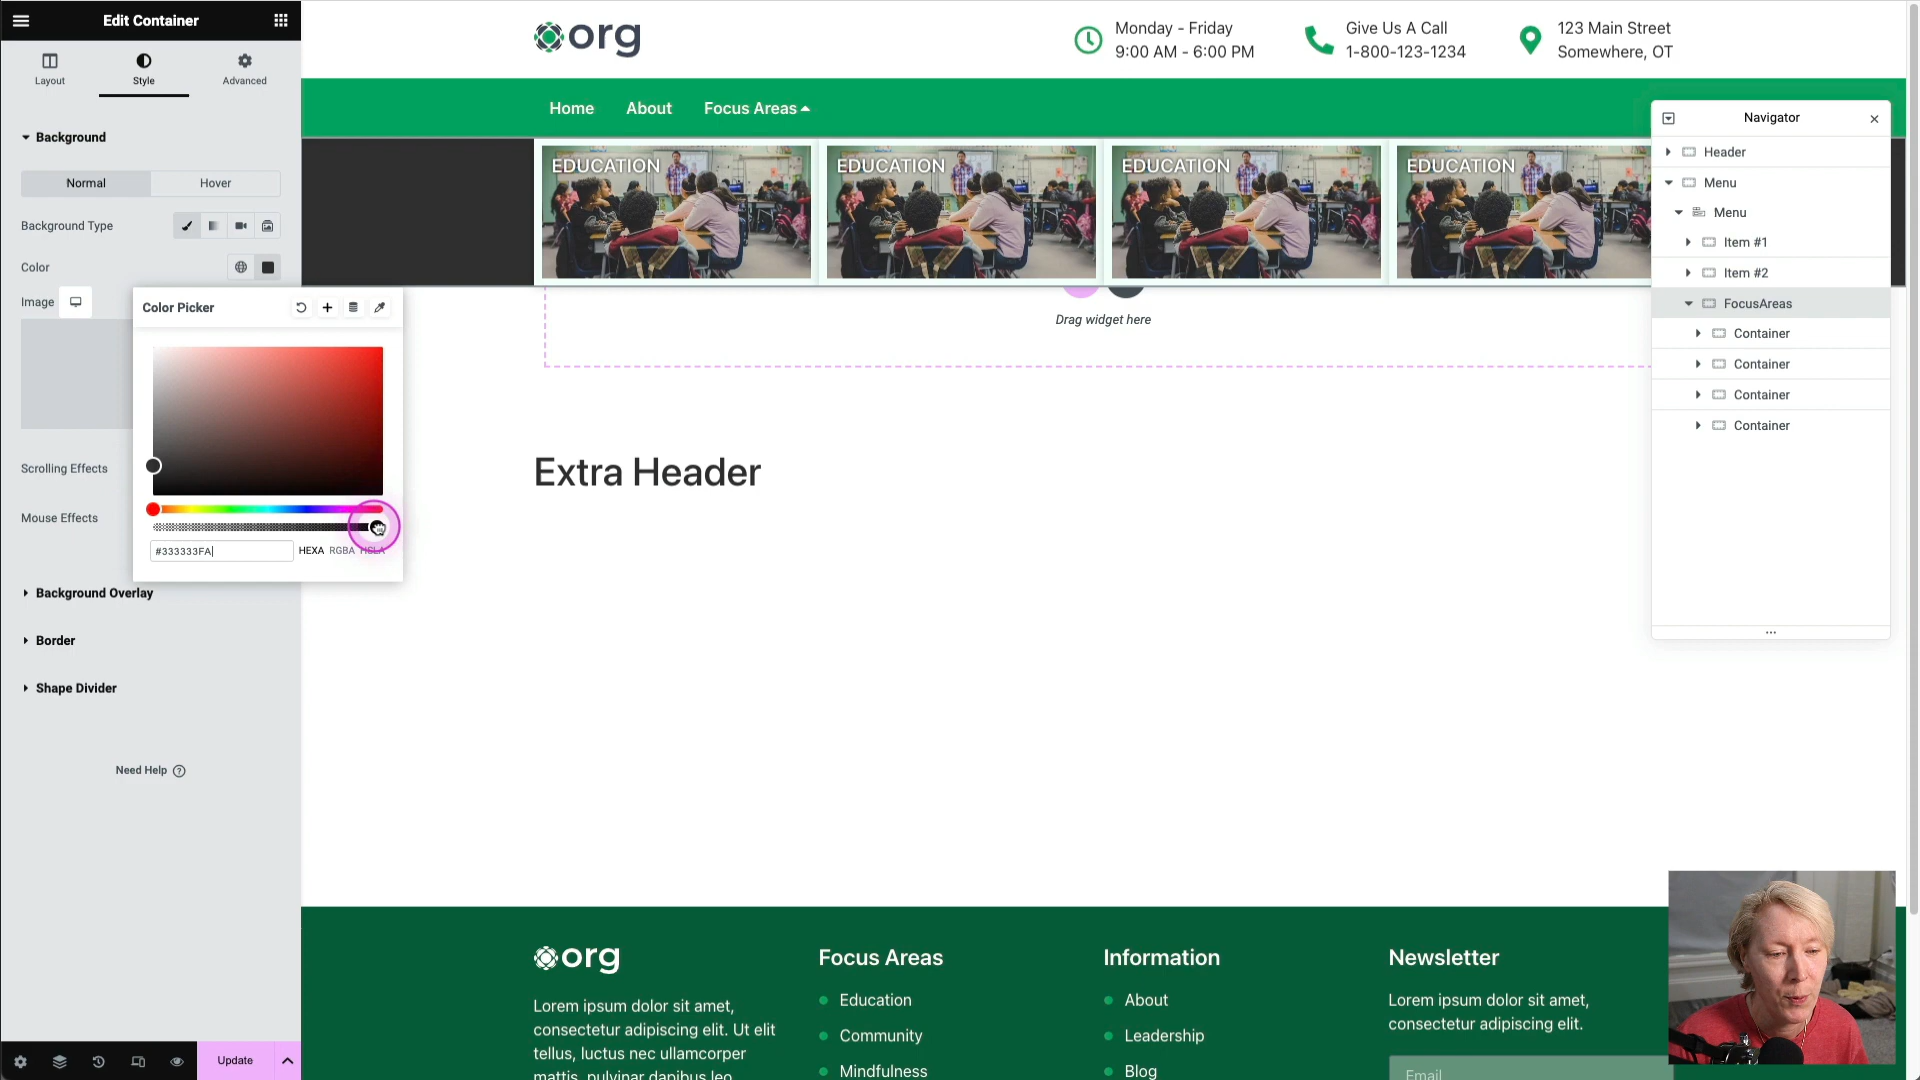 Edit Container
Layout
Style
Advanced
Background
Normal
Hover
Background Type
Color
Image
Color Picker
#333333FA
HEXA RGBA HSLA
Scrolling Effects
Mouse Effects
Background Overlay
Border
Shape Divider
Need Help
Update
org
Monday - Friday
9:00 AM - 6:00 PM
Give Us A Call
1-800-123-1234
123 Main Street
Somewhere, OT
Home
About
Focus Areas
EDUCATION
EDUCATION
EDUCATION
EDUCATION
Drag widget here
Extra Header
Navigator
Header
Menu
Menu
Item #1
Item #2
FocusAreas
Container
Container
Container
Container
org
Lorem ipsum dolor sit amet,
consectetur adipiscing elit. Ut elit
tellus, luctus nec ullamcorper
mattis, pulvinar dapibus leo.
Focus Areas
Education
Community
Mindfulness
Information
About
Leadership
Blog
Newsletter
Lorem ipsum dolor sit amet,
consectetur adipiscing elit.
Email